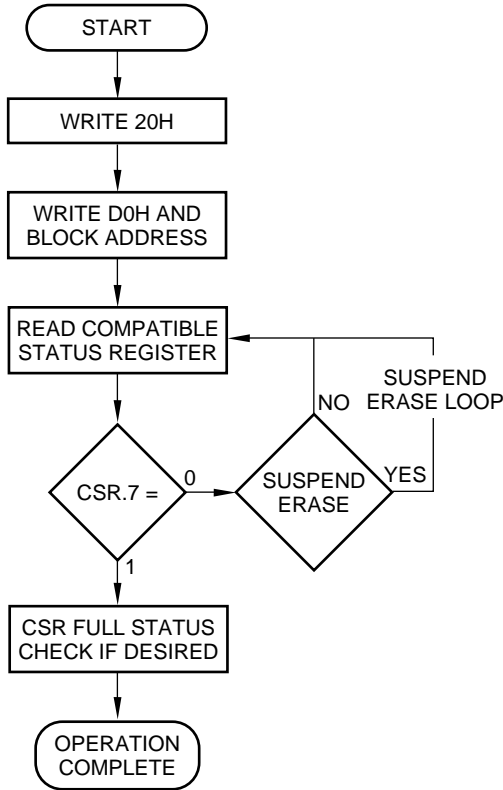 START
WRITE 20H
WRITE D0H AND
BLOCK ADDRESS
READ COMPATIBLE
STATUS REGISTER
SUSPEND
ERASE LOOP
NO
CSR.7 =
0
SUSPEND
ERASE
YES
1
CSR FULL STATUS
CHECK IF DESIRED
OPERATION
COMPLETE